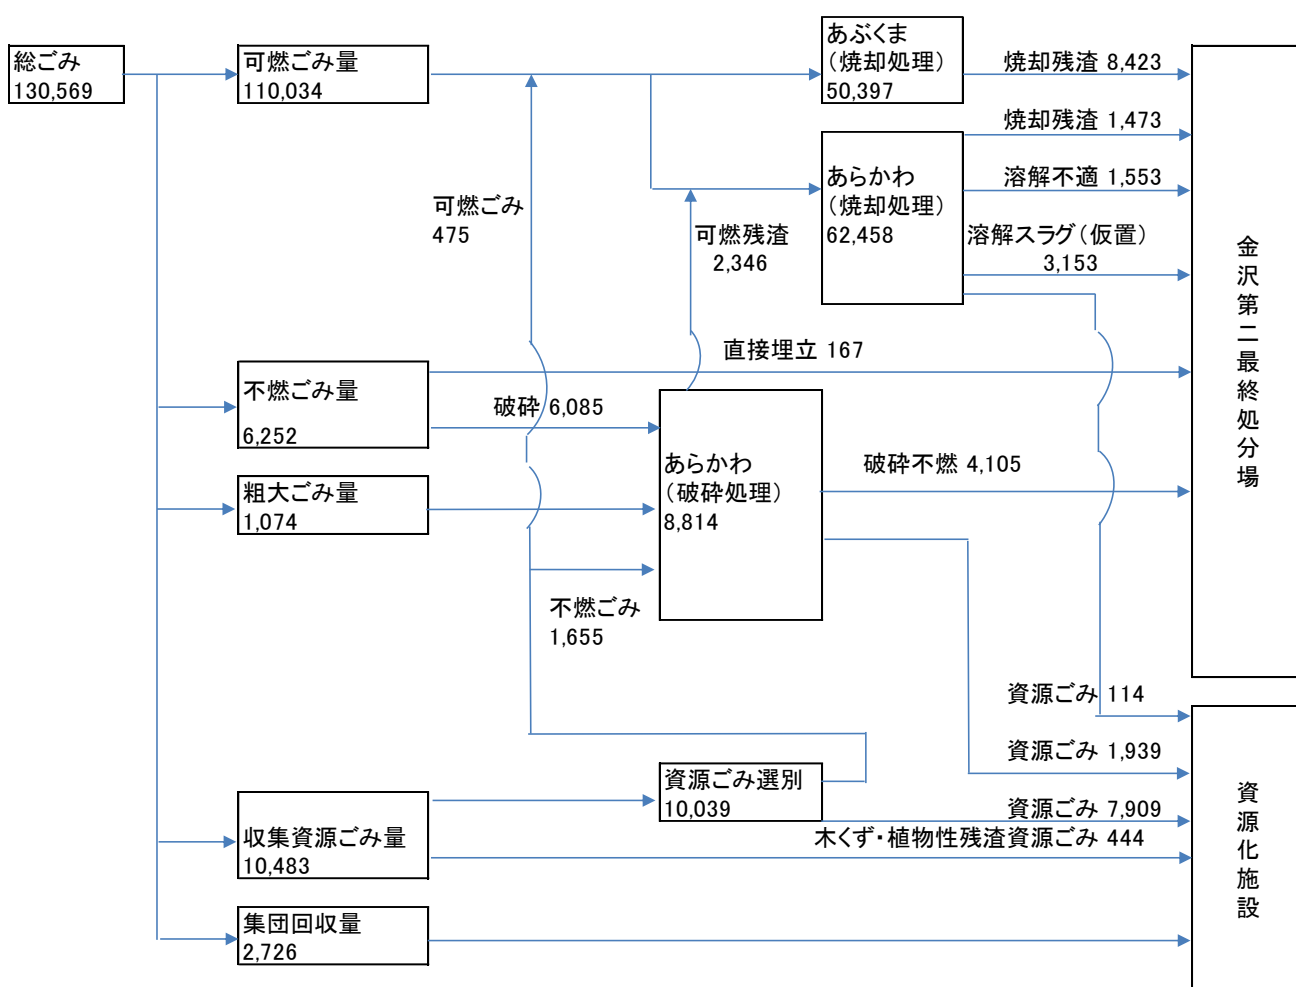 総ごみ
130,569
可燃ごみ量
110,034
あぶくま
(焼却処理)
50,397
焼却残渣 8,423
焼却残渣 1,473
あらかわ
(焼却処理)
62,458
溶解不適 1,553
溶解スラグ(仮置)
3,153
可燃ごみ
475
可燃残渣
2,346
金沢第二最終処分場
直接埋立 167
不燃ごみ量
6,252
破砕 6,085
あらかわ
(破砕処理)
8,814
破砕不燃 4,105
粗大ごみ量
1,074
不燃ごみ
1,655
資源ごみ 114
資源ごみ 1,939
資源ごみ選別
10,039
資源ごみ 7,909
木くず・植物性残渣資源ごみ 444
収集資源ごみ量
10,483
資源化施設
集団回収量
2,726